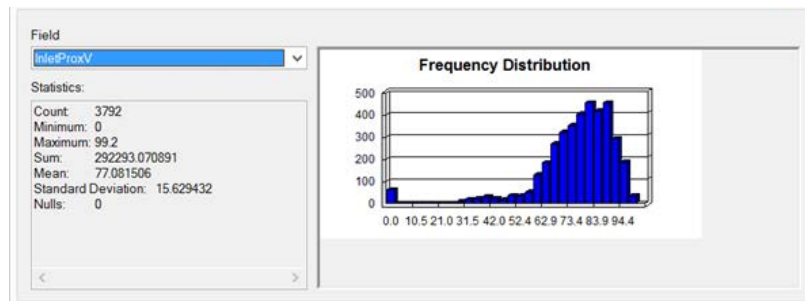 Field
InletProxV
Statistics:
Count: 3792
Minimum: 0
Maximum: 99.2
Sum: 292293.070891
Mean: 77.081506
Standard Deviation: 15.629432
Nulls: 0
Frequency Distribution
500
400
300
200
100
0
0.0 10.5 21.0 31.5 42.0 52.4 62.9 73.4 83.9 94.4